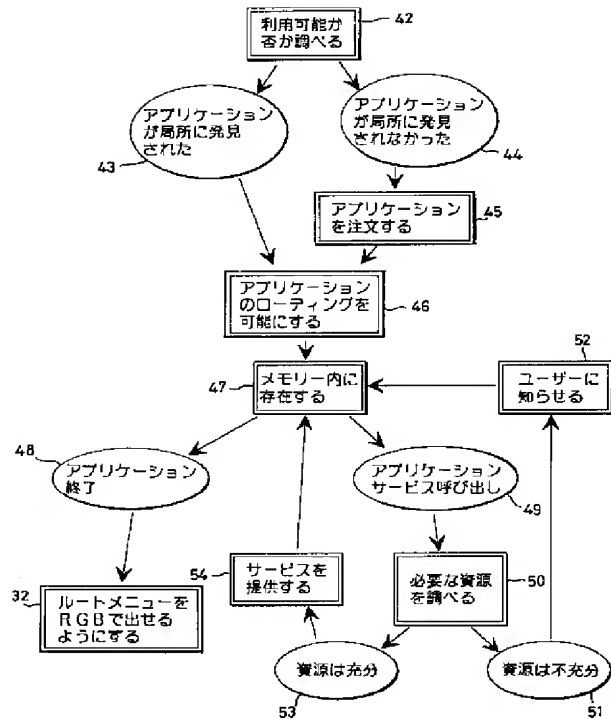 利用可能か
否か調べる
42
アプリケーション
が局所に発見
された
43
アプリケーション
が局所に発見
されなかった
44
アプリケーション
を注文する
45
アプリケーション
のローディングを
可能にする
46
52
47
メモリー内に
存在する
ユーザーに
知らせる
48
アプリケーション
終了
アプリケーション
サービス呼び出し
49
54
サービスを
提供する
必要な資源
を調べる
50
32
ルートメニューを
RGBで出せる
ようにする
資源は充分
53
資源は不充分
51